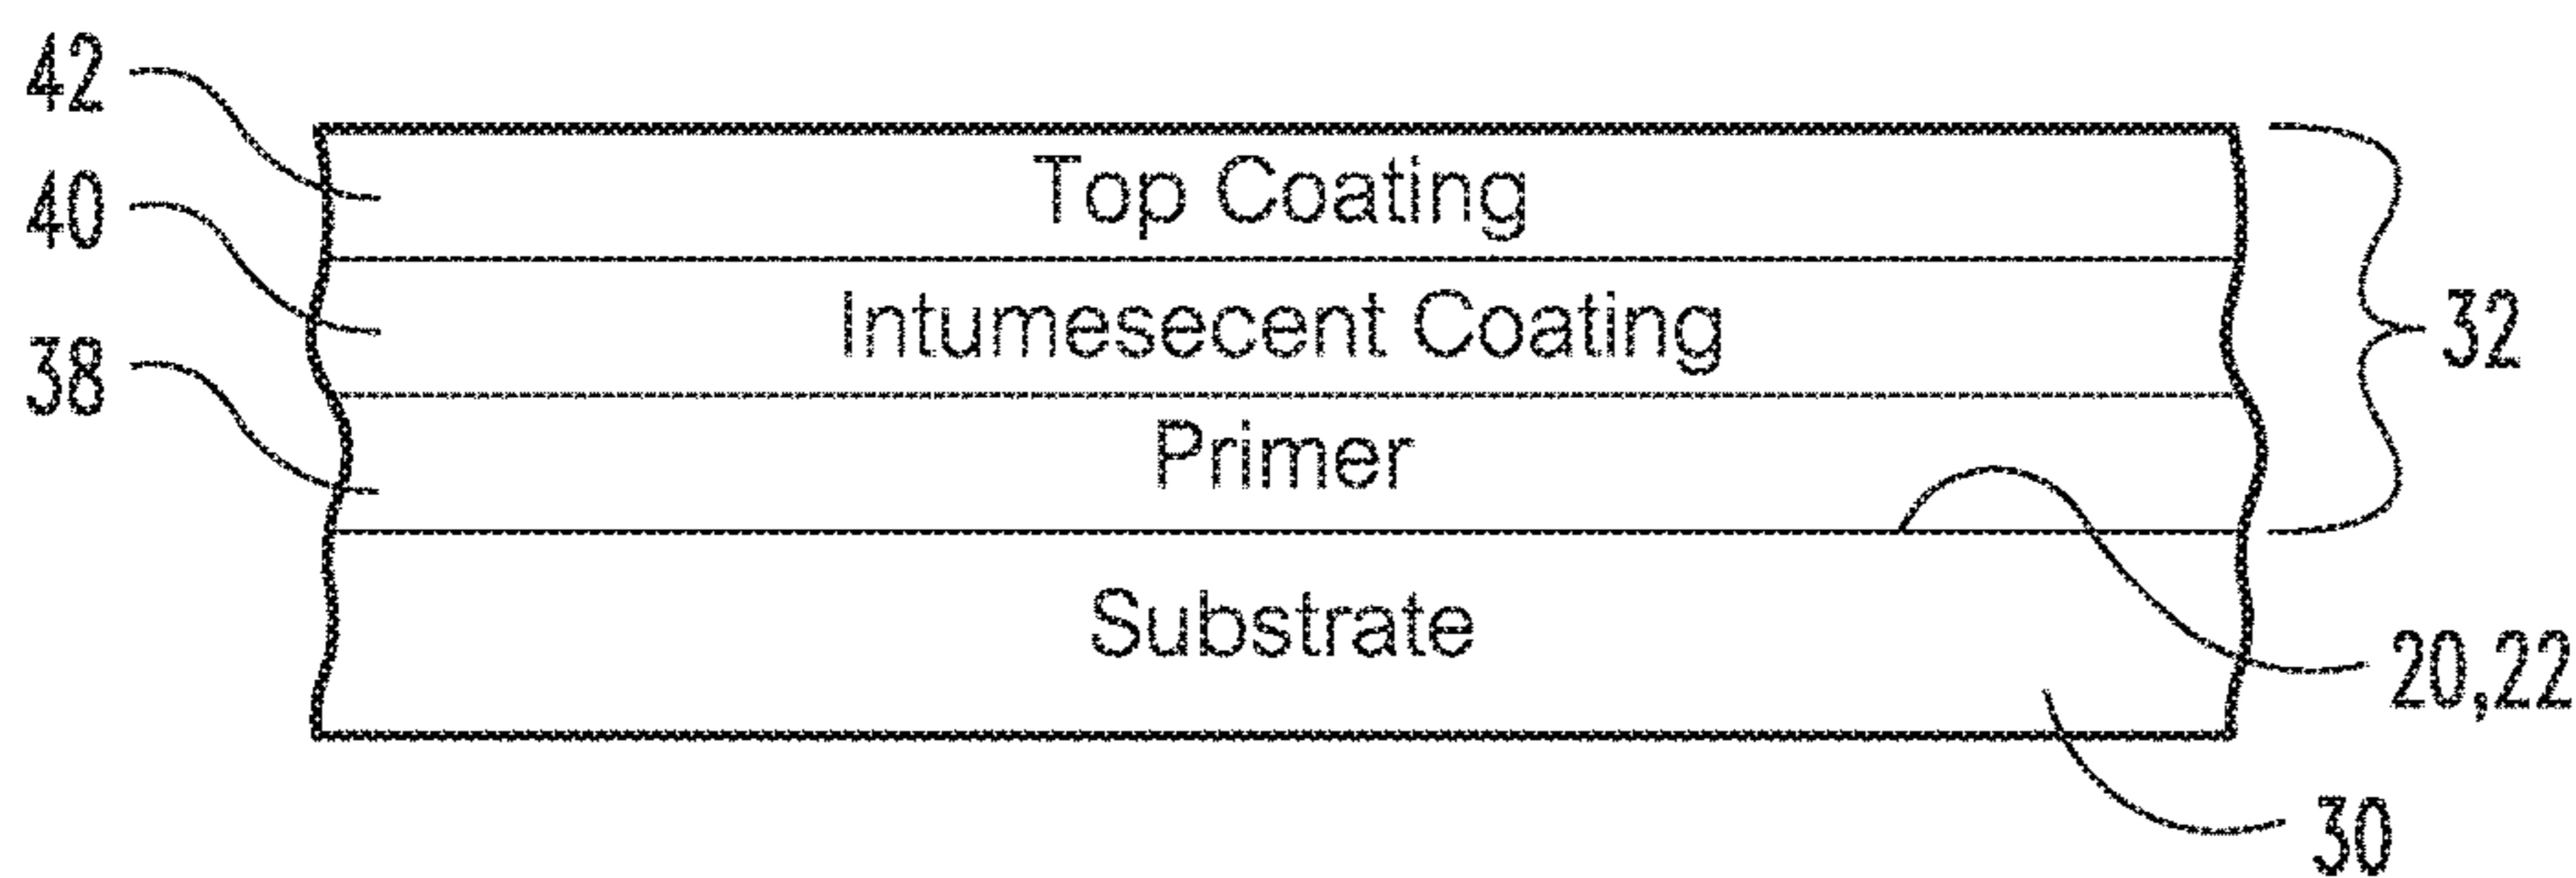 42
Top Coating
40
Intumesecent Coating
32
38
Primer
Substrate
20,22
30